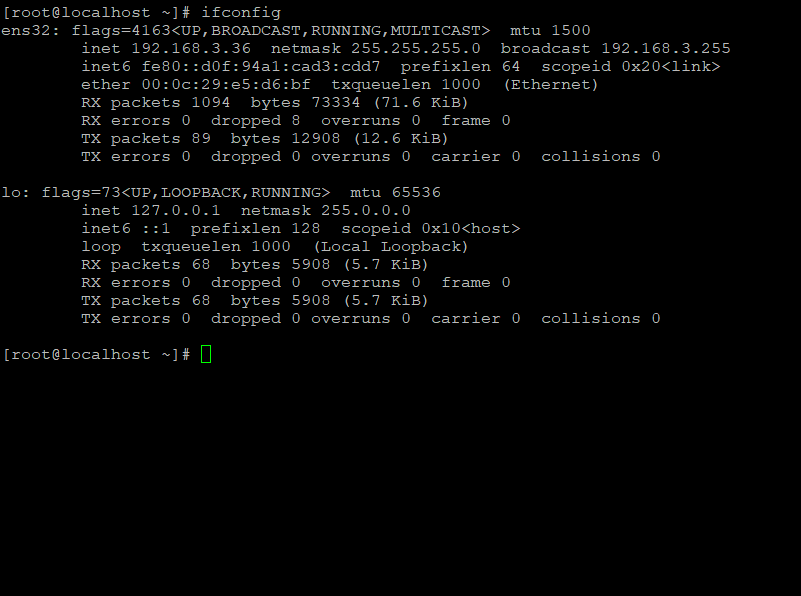 [root@localhost ~]# ifconfig
ens32: flags=4163<UP,BROADCAST,RUNNING,MULTICAST>  mtu 1500
        inet 192.168.3.36  netmask 255.255.255.0  broadcast 192.168.3.255
        inet6 fe80::d0f:94a1:cad3:cdd7  prefixlen 64  scopeid 0x20<link>
        ether 00:0c:29:e5:d6:bf  txqueuelen 1000  (Ethernet)
        RX packets 1094  bytes 73334 (71.6 KiB)
        RX errors 0  dropped 8  overruns 0  frame 0
        TX packets 89  bytes 12908 (12.6 KiB)
        TX errors 0  dropped 0 overruns 0  carrier 0  collisions 0

lo: flags=73<UP,LOOPBACK,RUNNING>  mtu 65536
        inet 127.0.0.1  netmask 255.0.0.0
        inet6 ::1  prefixlen 128  scopeid 0x10<host>
        loop  txqueuelen 1000  (Local Loopback)
        RX packets 68  bytes 5908 (5.7 KiB)
        RX errors 0  dropped 0  overruns 0  frame 0
        TX packets 68  bytes 5908 (5.7 KiB)
        TX errors 0  dropped 0 overruns 0  carrier 0  collisions 0

[root@localhost ~]#